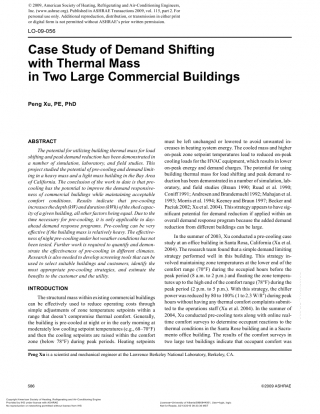 © 2009, American Society of Heating, Refrigerating and Air-Conditioning Engineers,
Inc. (www.ashrae.org). Published in ASHRAE Transactions 2009, vol. 115, part 2. For
personal use only. Additional reproduction, distribution, or transmission in either print
or digital form is not permitted without ASHRAE's prior written permission.
LO-09-056
Case Study of Demand Shifting
with Thermal Mass
in Two Large Commercial Buildings
Peng Xu, PE, PhD
ABSTRACT
The potential for utilizing building thermal mass for load
shifting and peak demand reduction has been demonstrated in
a number of simulation, laboratory, and field studies. This
project studied the potential of pre-cooling and demand limit-
ing in a heavy mass and a light mass building in the Bay Area
of California. The conclusion of the work to date is that pre-
cooling has the potential to improve the demand responsive-
ness of commercial buildings while maintaining acceptable
comfort conditions. Results indicate that pre-cooling
increases the depth (kW) and duration (kWh) of the shed capac-
ity of a given building, all other factors being equal. Due to the
time necessary for pre-cooling, it is only applicable to day-
ahead demand response programs. Pre-cooling can be very
effective if the building mass is relatively heavy. The effective-
ness of night pre-cooling under hot weather conditions has not
been tested. Further work is required to quantify and demon-
strate the effectiveness of pre-cooling in different climates.
Research is also needed to develop screening tools that can be
used to select suitable buildings and customers, identify the
most appropriate pre-cooling strategies, and estimate the
benefits to the customer and the utility.
INTRODUCTION
The structural mass within existing commercial buildings
can be effectively used to reduce operating costs through
simple adjustments of zone temperature setpoints within a
range that doesn't compromise thermal comfort. Generally,
the building is pre-cooled at night or in the early morning at
moderately low cooling setpoint temperatures (e.g., 68–70°F)
and then the cooling setpoints are raised within the comfort
zone (below 78°F) during peak periods. Heating setpoints
must be left unchanged or lowered to avoid unwanted in-
creases in heating system energy. The cooled mass and higher
on-peak zone setpoint temperatures lead to reduced on-peak
cooling loads for the HVAC equipment, which results in lower
on-peak energy and demand charges. The potential for using
building thermal mass for load shifting and peak demand re-
duction has been demonstrated in a number of simulation, lab-
oratory, and field studies (Braun 1990; Ruud et al. 1990;
Conniff 1991; Andresen and Brandemuehl 1992; Mahajan et al.
1993; Morris et al. 1994; Keeney and Braun 1997; Becker and
Paciuk 2002; Xu et al. 2004). This strategy appears to have sig-
nificant potential for demand reduction if applied within an
overall demand response program because the added demand
reduction from different buildings can be large.
In the summer of 2003, Xu conducted a pre-cooling case
study at an office building in Santa Rosa, California (Xu et al.
2004). The research team found that a simple demand-limiting
strategy performed well in this building. This strategy in-
volved maintaining zone temperatures at the lower end of the
comfort range (70°F) during the occupied hours before the
peak period (8 a.m. to 2 p.m.) and floating the zone tempera-
tures up to the high end of the comfort range (78°F) during the
peak period (2 p.m. to 5 p.m.). With this strategy, the chiller
power was reduced by 80 to 100% (1 to 2.3 W/ft²) during peak
hours without having any thermal comfort complaints submit-
ted to the operations staff (Xu et al. 2004). In the summer of
2004, Xu conducted pre-cooling tests along with online real-
time comfort surveys to determine occupant reactions to the
thermal conditions in the Santa Rosa building and in a Sacra-
mento office building. The results of the comfort surveys in
two large test buildings indicate that occupant comfort was
Peng Xu is a scientist and mechanical engineer at the Lawrence Berkeley National Laboratory, Berkeley, CA.
586
©2009 ASHRAE